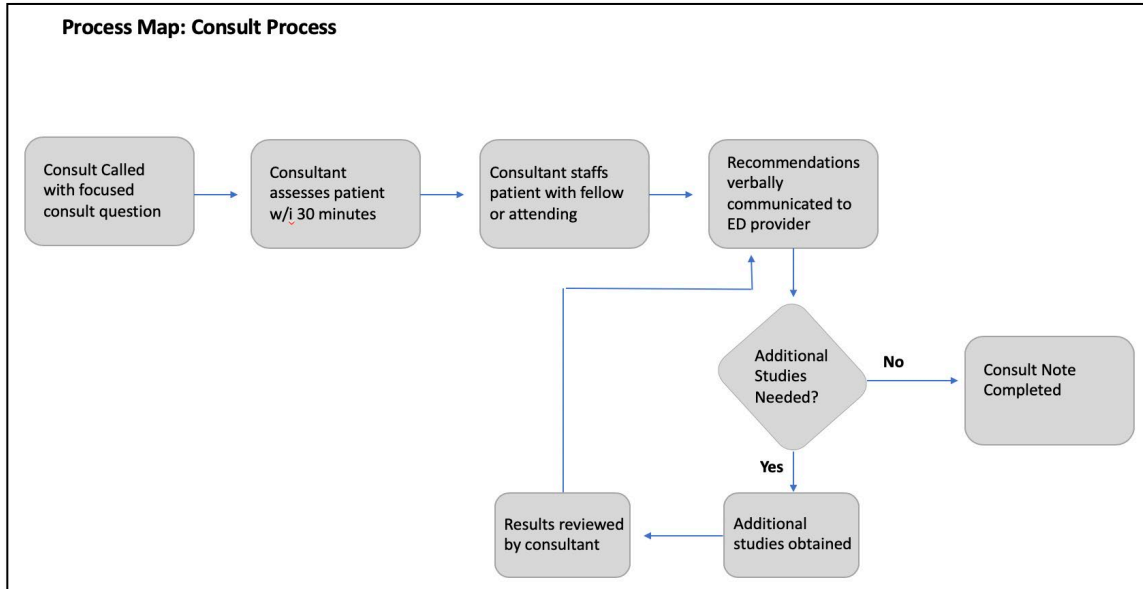 Process Map: Consult Process
Consult Called
with focused
consult question
Consultant
assesses patient
w/i 30 minutes
Consultant staffs
patient with fellow
or attending
Recommendations
verbally
communicated to
ED provider
Additional
Studies
Needed?
No
Consult Note
Completed
Yes
Additional
studies obtained
Results reviewed
by consultant